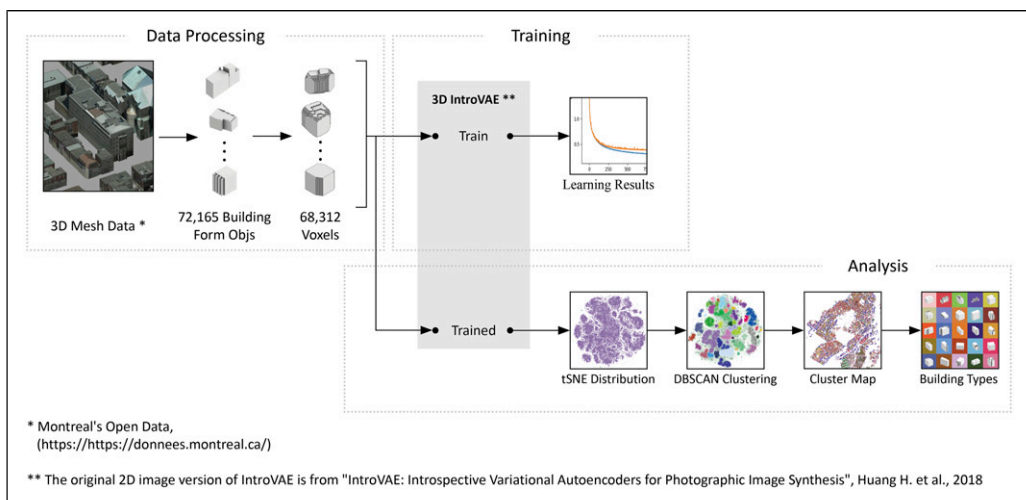 Data Processing
Training
3D IntroVAE **
Train
Learning Results
3D Mesh Data *
72,165 Building
Form Objs
68,312
Voxels
Analysis
Trained
tSNE Distribution
DBSCAN Clustering
Cluster Map
Building Types
* Montreal's Open Data,
(https://https://donnees.montreal.ca/)
** The original 2D image version of IntroVAE is from "IntroVAE: Introspective Variational Autoencoders for Photographic Image Synthesis", Huang H. et al., 2018